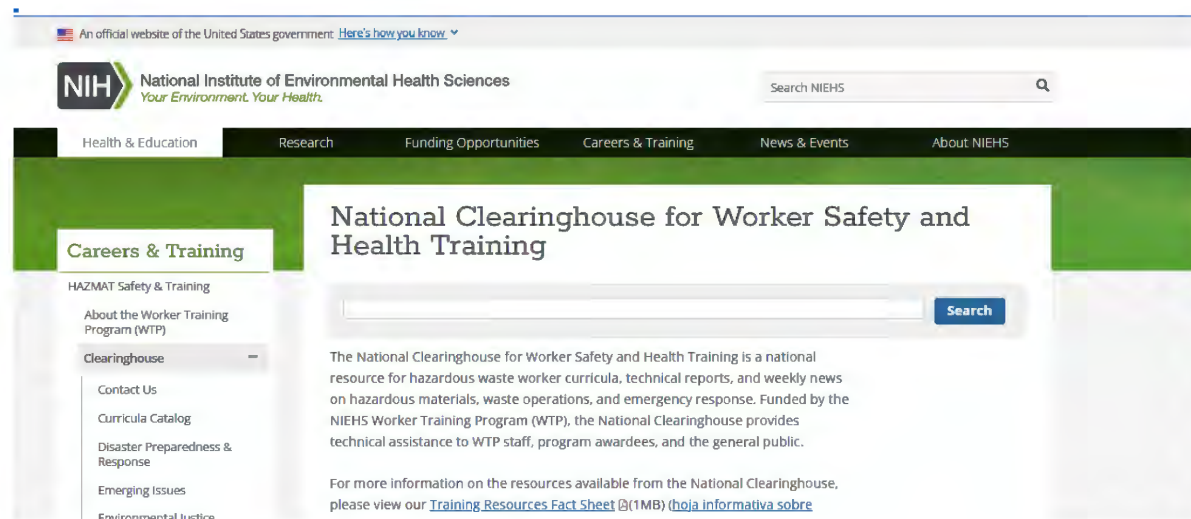 An official website of the United States government Here's how you know
NIH National Institute of Environmental Health Sciences
Your Environment. Your Health.
Search NIEHS
Health & Education Research Funding Opportunities Careers & Training News & Events About NIEHS
National Clearinghouse for Worker Safety and
Health Training
Careers & Training
HAZMAT Safety & Training
About the Worker Training
Program (WTP)
Clearinghouse
Contact Us
Curricula Catalog
Disaster Preparedness &
Response
Emerging Issues
Environmental Justice
Search
The National Clearinghouse for Worker Safety and Health Training is a national
resource for hazardous waste worker curricula, technical reports, and weekly news
on hazardous materials, waste operations, and emergency response. Funded by the
NIEHS Worker Training Program (WTP), the National Clearinghouse provides
technical assistance to WTP staff, program awardees, and the general public.
For more information on the resources available from the National Clearinghouse,
please view our Training Resources Fact Sheet (1MB) (hoja informativa sobre